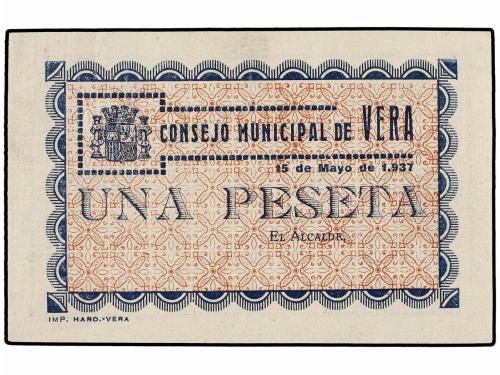 CONSEJO MUNICIPAL DE VERA
15 de Mayo de 1.937
UNA PESETA
EL ALCALDE,
IMP. HARO.-VERA